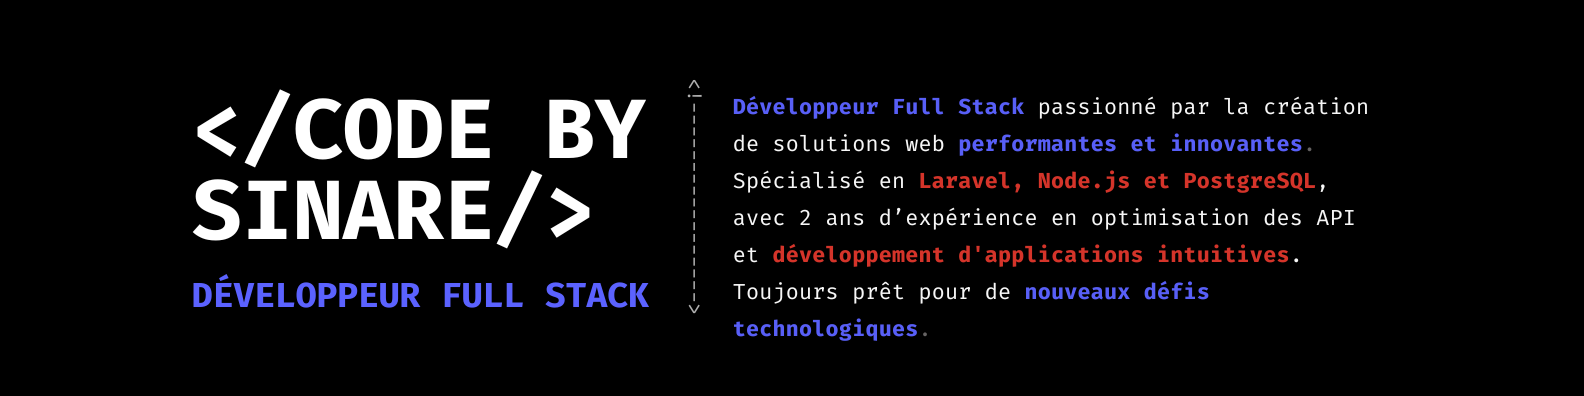 </CODE BY
SINARE/>
DÉVELOPPEUR FULL STACK
Développeur Full Stack passionné par la création
de solutions web performantes et innovantes.
Spécialisé en Laravel, Node.js et PostgreSQL,
avec 2 ans d’expérience en optimisation des API
et développement d'applications intuitives.
Toujours prêt pour de nouveaux défis
technologiques.